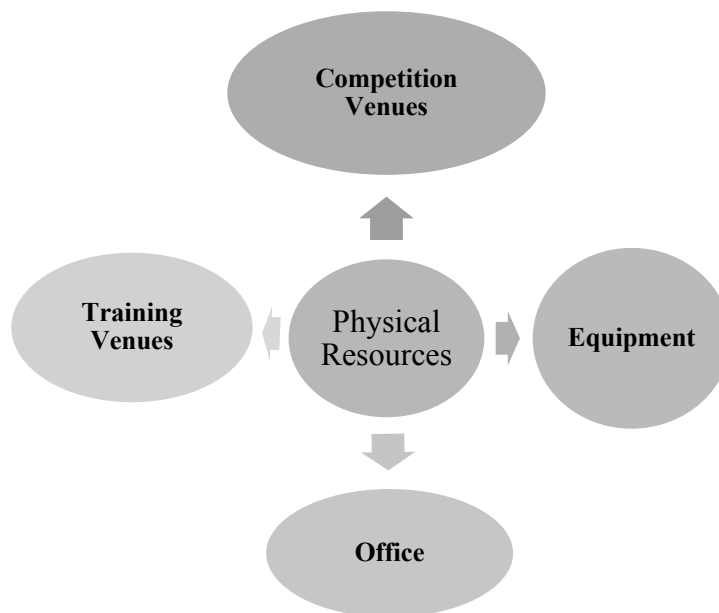 Competition
Venues
Training
Venues
Physical
Resources
Equipment
Office